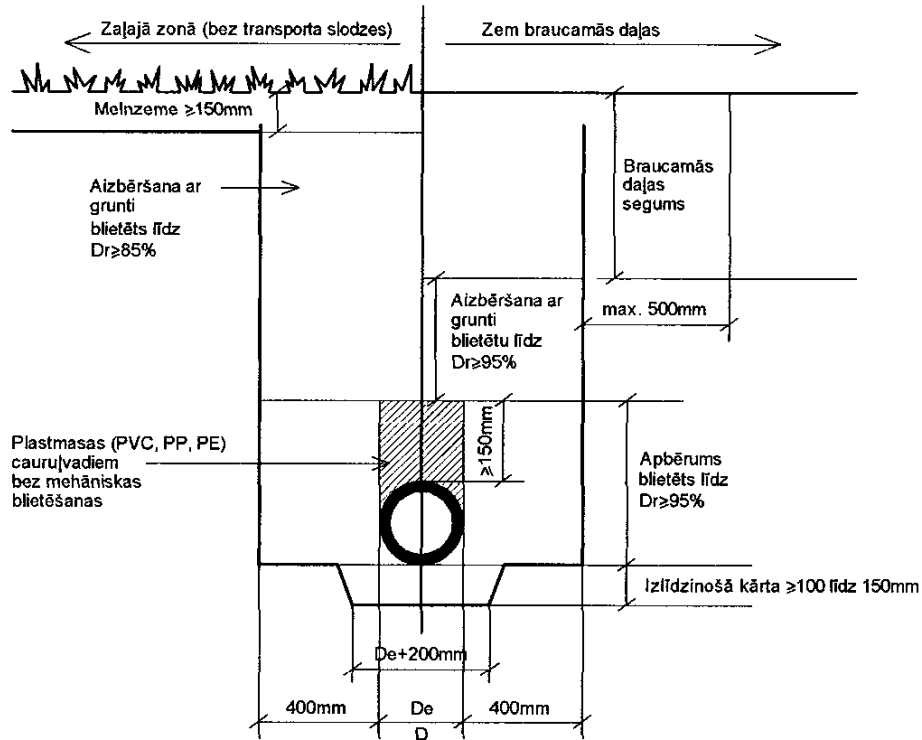 Zaļajā zonā (bez transporta slodzes)
Zem braucamās daļas
Melnzeme ≥150mm
Braucamās
daļas
segums
Aizbēršana ar
grunti
blietēts līdz
Dr≥85%
Aizbēršana ar
grunti
blietētu līdz
Dr≥95%
max. 500mm
≥150mm
Plastmasas (PVC, PP, PE)
cauruļvadiem
bez mehāniskas
blietēšanas
Apbērums
blietēts līdz
Dr≥95%
Izlīdzinošā kārta ≥100 līdz 150mm
De+200mm
400mm
De
400mm
D